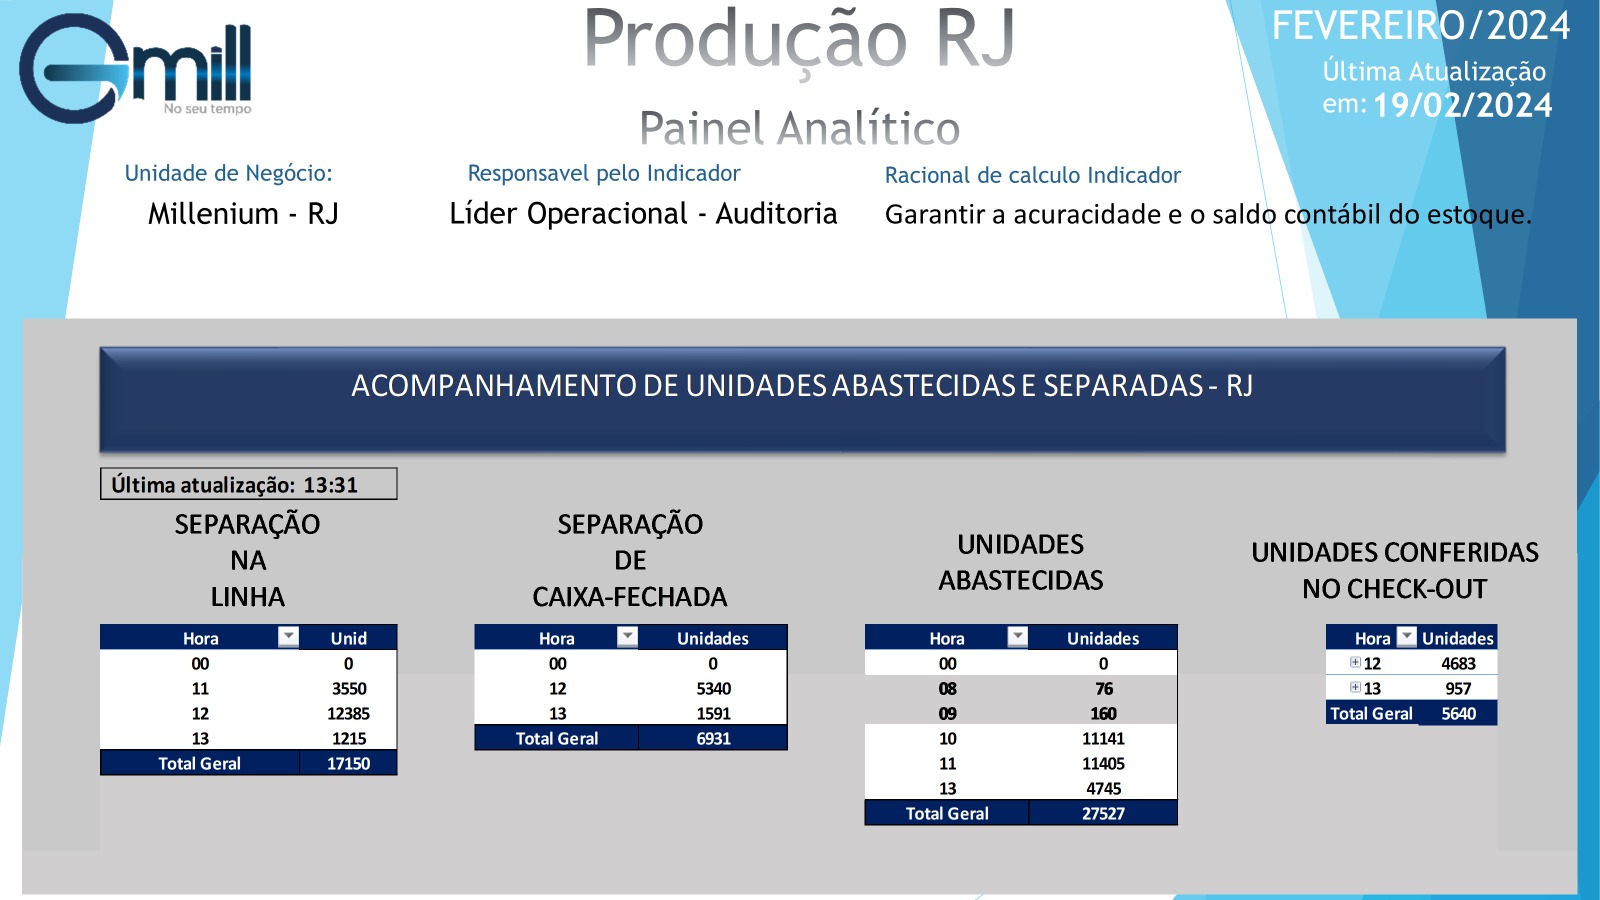 Gmill
No seu tempo
Produção RJ
Painel Analítico
FEVEREIRO/2024
Última Atualização
em: 19/02/2024
Unidade de Negócio:
Millenium - RJ
Responsavel pelo Indicador
Líder Operacional - Auditoria
Racional de calculo Indicador
Garantir a acuracidade e o saldo contábil do estoque.
ACOMPANHAMENTO DE UNIDADES ABASTECIDAS E SEPARADAS - RJ
Última atualização: 13:31
SEPARAÇÃO
NA
LINHA
Hora Unid
00 0
11 3550
12 12385
13 1215
Total Geral 17150
SEPARAÇÃO
DE
CAIXA-FECHADA
Hora Unidades
00 0
12 5340
13 1591
Total Geral 6931
UNIDADES
ABASTECIDAS
Hora Unidades
00 0
08 76
09 160
10 11141
11 11405
13 4745
Total Geral 27527
UNIDADES CONFERIDAS
NO CHECK-OUT
Hora Unidades
12 4683
13 957
Total Geral 5640